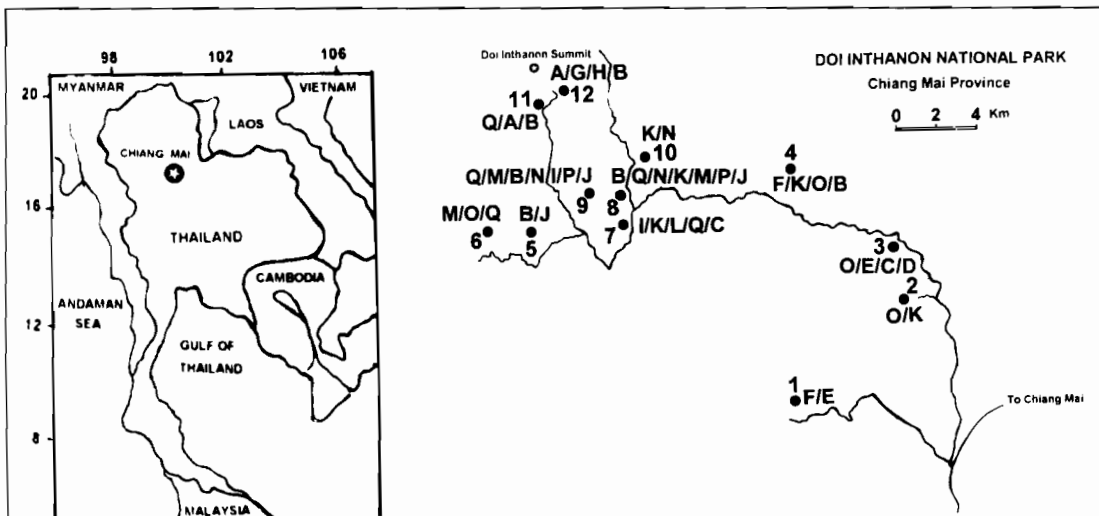 98 102 106
20
16
12
8
MYANMAR
VIETNAM
LAOS
CHIANG MAI
THAILAND
CAMBODIA
ANDAMAN
SEA
GULF OF
THAILAND
MALAYSIA
DOI INTHANON NATIONAL PARK
Chiang Mai Province
0 2 4 Km
Doi Inthanon Summit
A/G/H/B
12
11
Q/A/B
K/N
10
4
F/K/O/B
Q/M/B/N/I/P/J
9
B/Q/N/K/M/P/J
8
M/O/Q
6
B/J
5
7
I/K/L/Q/C
3
O/E/C/D
2
O/K
1
F/E
To Chiang Mai